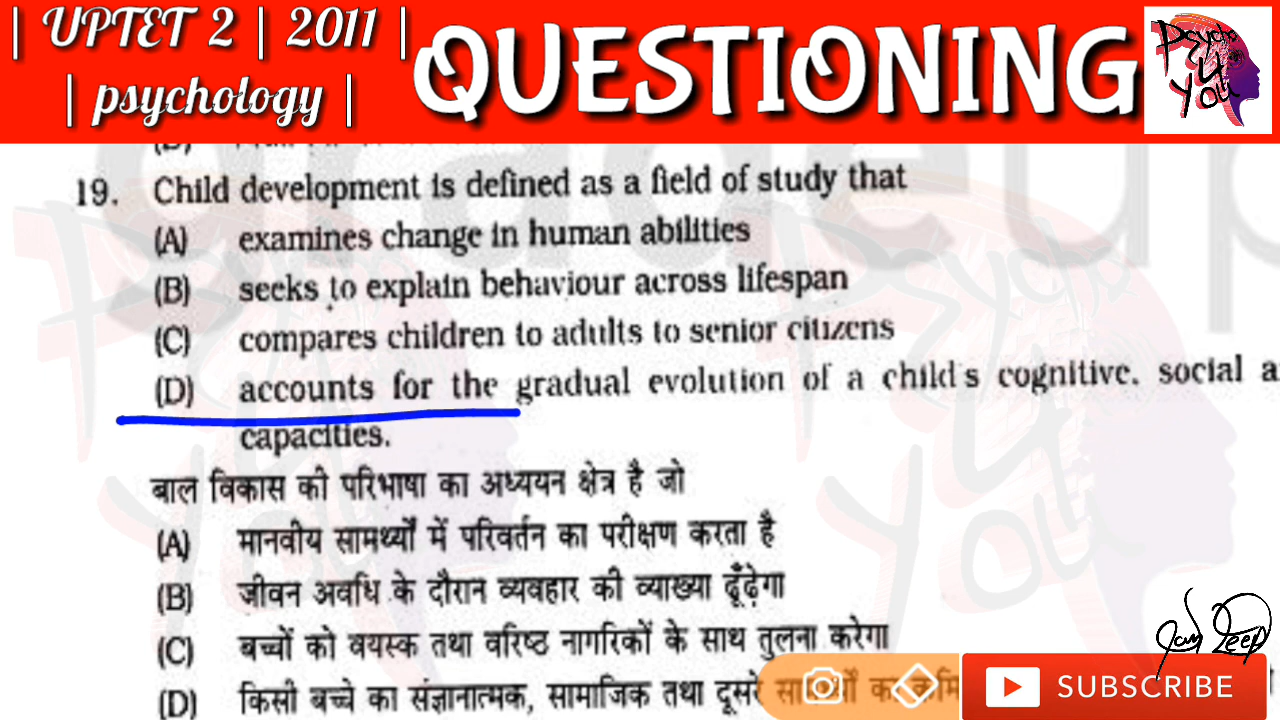 | UPTET 2 | 2011 |
| psychology |
QUESTIONING
Psycho
4
You
19. Child development is defined as a field of study that
(A) examines change in human abilities
(B) seeks to explain behaviour across lifespan
(C) compares children to adults to senior citizens
(D) accounts for the gradual evolution of a child's cognitive, social a
capacities.
बाल विकास की परिभाषा का अध्ययन क्षेत्र है जो
(A) मानवीय सामर्थ्यों में परिवर्तन का परीक्षण करता है
(B) जीवन अवधि के दौरान व्यवहार की व्याख्या ढूँढ़ेगा
(C) बच्चों को वयस्क तथा वरिष्ठ नागरिकों के साथ तुलना करेगा
(D) किसी बच्चे का संज्ञानात्मक, सामाजिक तथा दूसरे
SUBSCRIBE